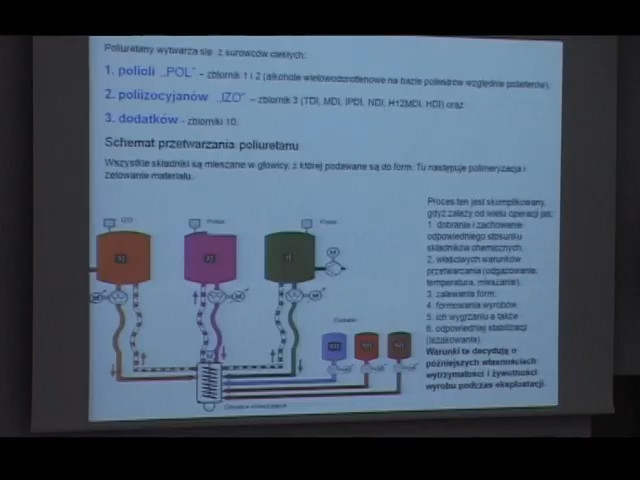 Poliuretany wytwarza się z surowców ciekłych:
1. polioli „POL" – zbiornik 1 i 2 (alkohole wielowodorotlenowe na bazie poliestrów względnie polieterów),
2. poliizocyjanów „IZO" – zbiornik 3 (TDI, MDI, IPDI, NDI, H12MDI, HDI) oraz
3. dodatków - zbiorniki 10.
Schemat przetwarzania poliuretanu
Wszystkie składniki są mieszane w głowicy, z której podawane są do form. Tu następuje polimeryzacja i
żelowanie materiału.
IZO
Proces ten jest skomplikowany,
gdyż zależy od wielu operacji jak:
1. dobranie i zachowanie
odpowiedniego stosunku
składników chemicznych,
2. właściwych warunków
przetwarzania (odgazowanie,
temperatura, mieszania),
3. zalewania form,
4. formowania wyrobów,
5. ich wygrzaniu a także
6. odpowiedniej stabilizacji
(leżakowania).
Warunki te decydują o
późniejszych własnościach
wytrzymałości i żywotności
wyrobu podczas eksploatacji.